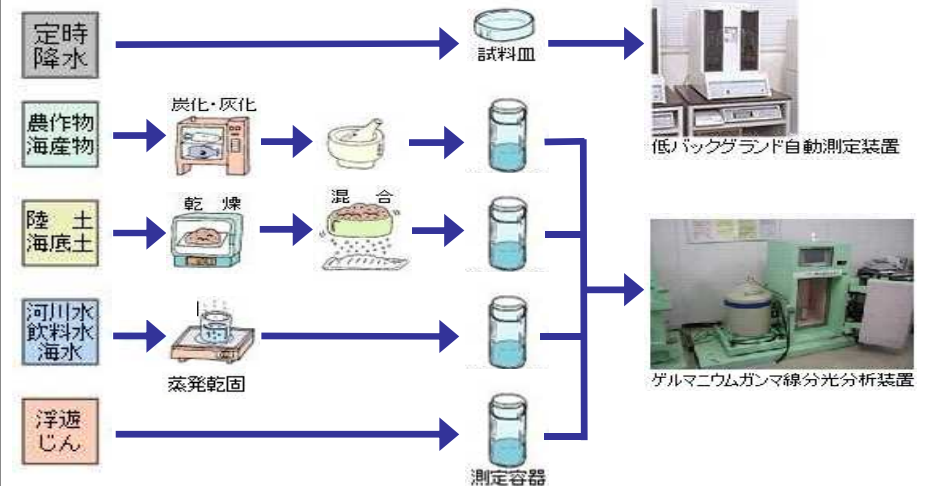 定時
降水
試料皿
低バックグランド自動測定装置
農作物
海産物
炭化・灰化
陸　土
海底土
乾　燥
混　合
河川水
飲料水
海水
蒸発乾固
ゲルマニウムガンマ線分光分析装置
浮遊
じん
測定容器